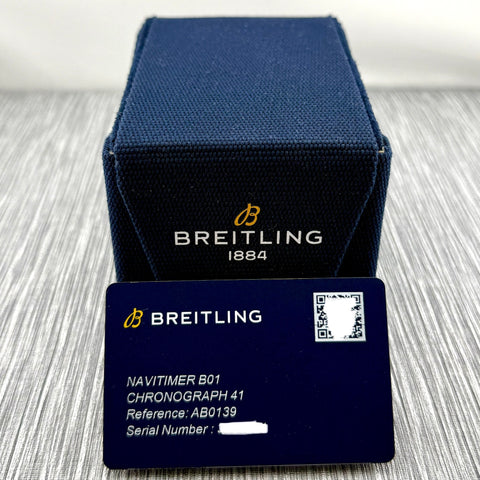 BREITLING
1884
BREITLING
NAVITIMER B01
CHRONOGRAPH 41
Reference: AB0139
Serial Number :